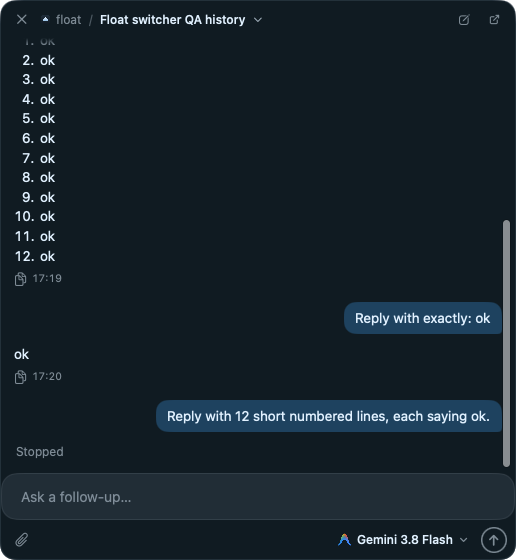 float / Float switcher QA history
1. ok
2. ok
3. ok
4. ok
5. ok
6. ok
7. ok
8. ok
9. ok
10. ok
11. ok
12. ok
17:19
Reply with exactly: ok
ok
17:20
Reply with 12 short numbered lines, each saying ok.
Stopped
Ask a follow-up...
Gemini 3.8 Flash